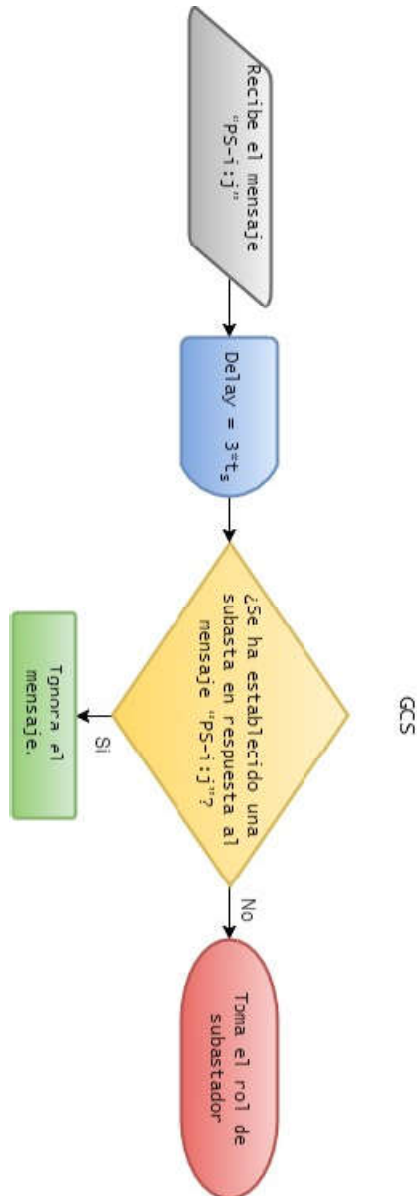 GCS
Recibe el mensaje
"PS-i:j"
Delay = 3*ts
¿Se ha establecido una
subasta en respuesta al
mensaje "PS-i:j"?
Si
Ignora el
mensaje.
No
Toma el rol de
subastador